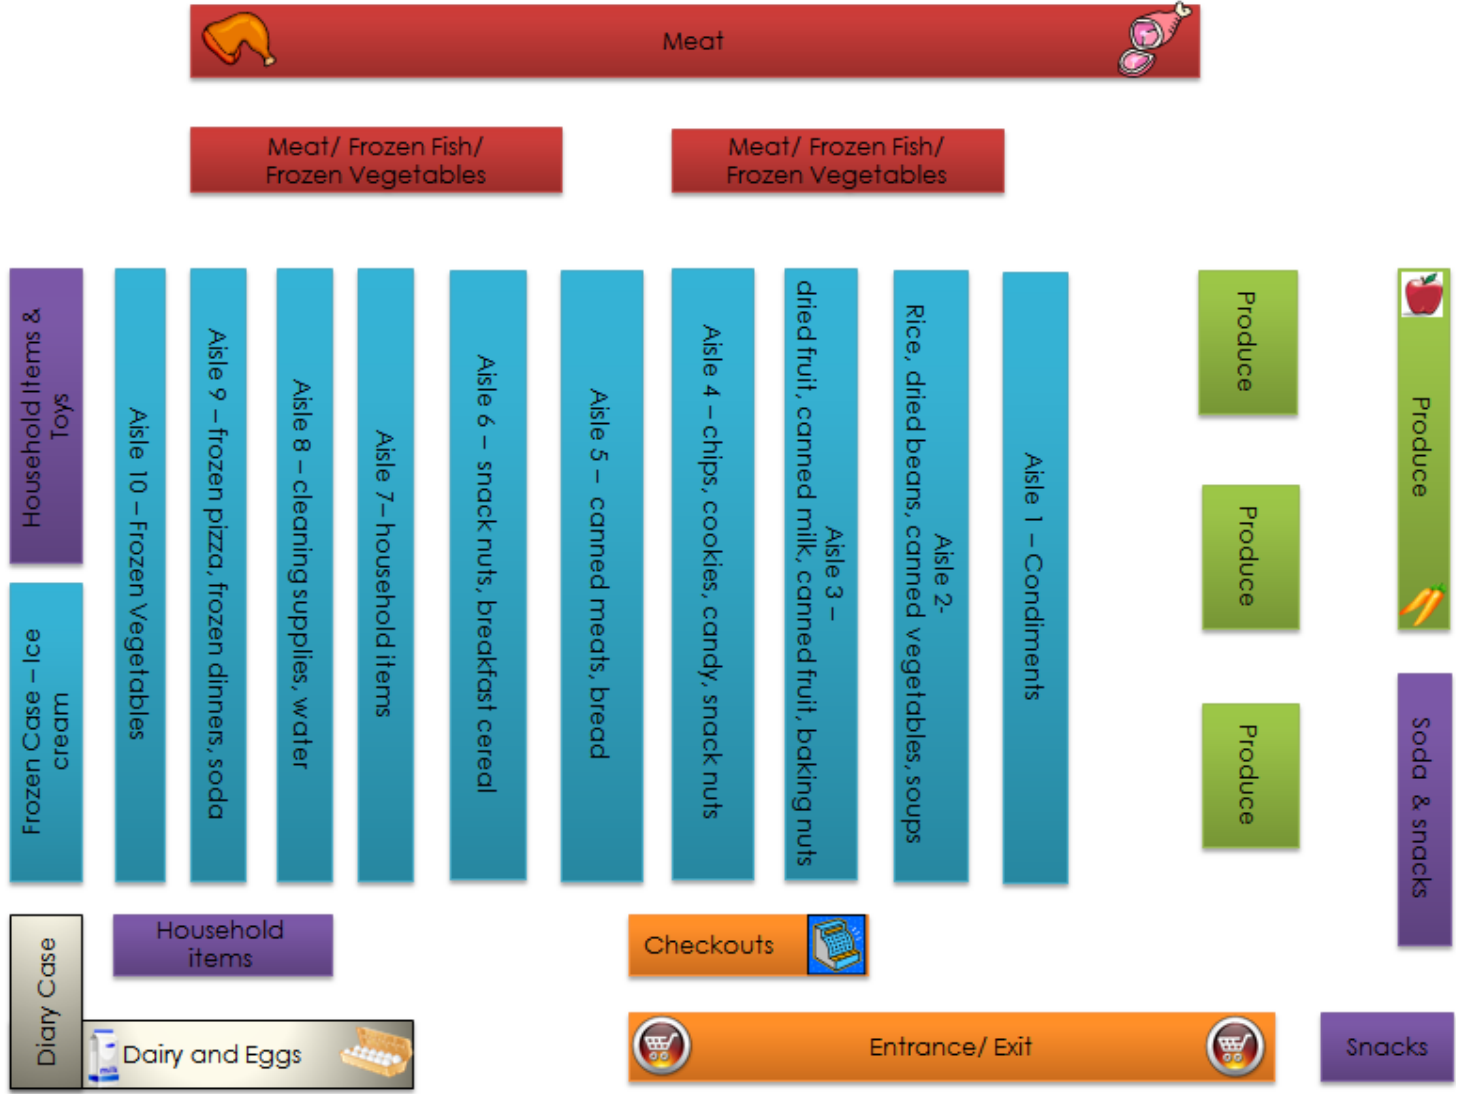 Meat
Meat/ Frozen Fish/
Frozen Vegetables
Meat/ Frozen Fish/
Frozen Vegetables
Household Items &
Toys
Frozen Case – Ice
cream
Aisle 10 – Frozen Vegetables
Aisle 9 – frozen pizza, frozen dinners, soda
Aisle 8 – cleaning supplies, water
Aisle 7– household items
Aisle 6 – snack nuts, breakfast cereal
Aisle 5 – canned meats, bread
Aisle 4 – chips, cookies, candy, snack nuts
Aisle 3 –
dried fruit, canned milk, canned fruit, baking nuts
Aisle 2-
Rice, dried beans, canned vegetables, soups
Aisle 1 – Condiments
Produce
Produce
Produce
Produce
Soda & snacks
Diary Case
Household
items
Dairy and Eggs
milk
Checkouts
Entrance/ Exit
Snacks